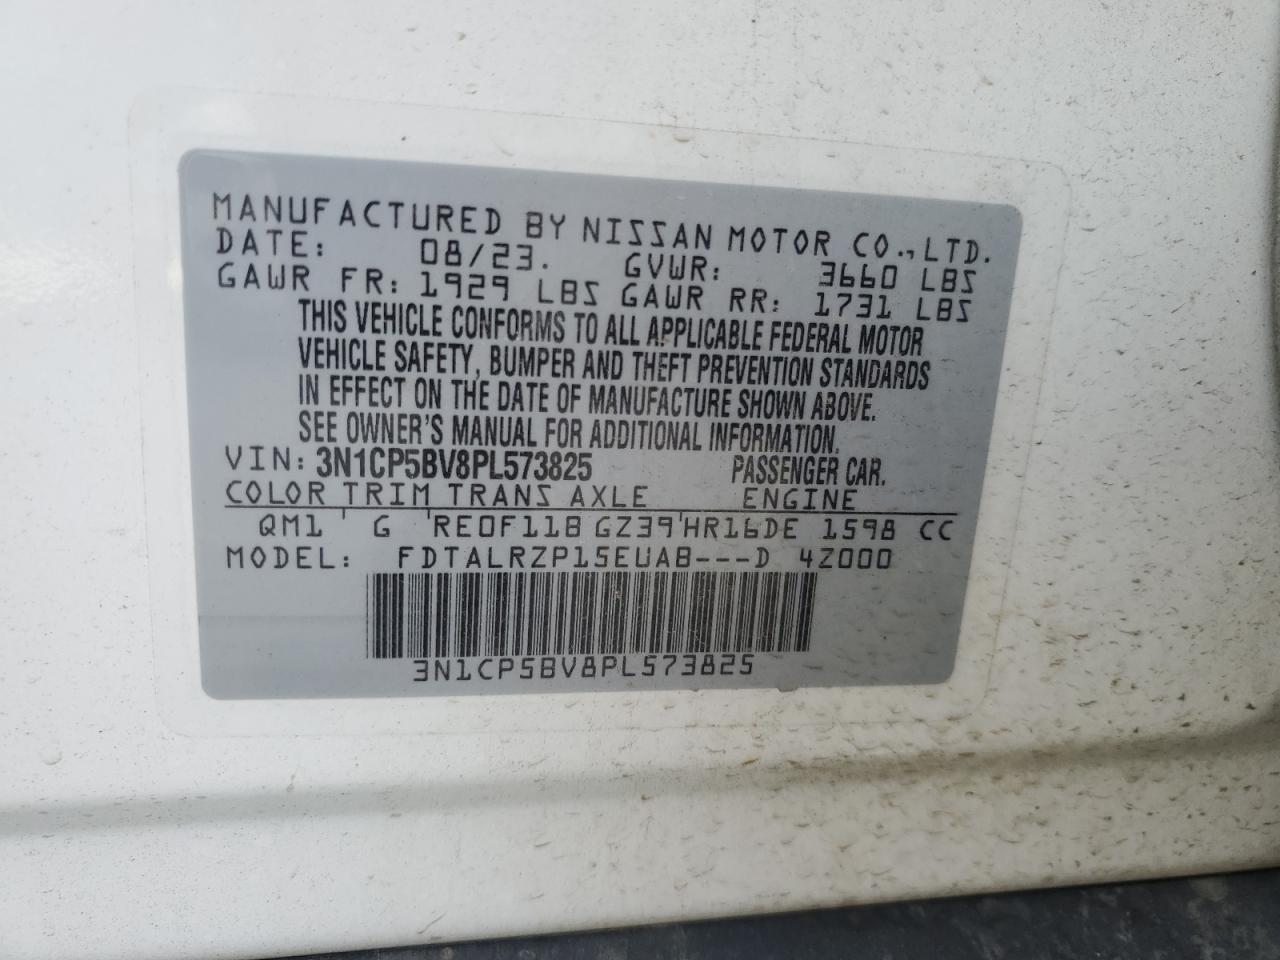 MANUFACTURED BY NISSAN MOTOR CO.,LTD.
DATE: 08/23. GVWR: 3660 LBS
GAWR FR: 1929 LBS GAWR RR: 1731 LBS
THIS VEHICLE CONFORMS TO ALL APPLICABLE FEDERAL MOTOR
VEHICLE SAFETY, BUMPER AND THEFT PREVENTION STANDARDS
IN EFFECT ON THE DATE OF MANUFACTURE SHOWN ABOVE.
SEE OWNER'S MANUAL FOR ADDITIONAL INFORMATION.
VIN: 3N1CP5BV8PL573825 PASSENGER CAR.
COLOR TRIM TRANS AXLE ENGINE
QM1 ' G ' RE0F11B GZ39'HR16DE 1598 CC
MODEL: FDTALRZP15EUAB---D 4Z000
3N1CP5BV8PL573825